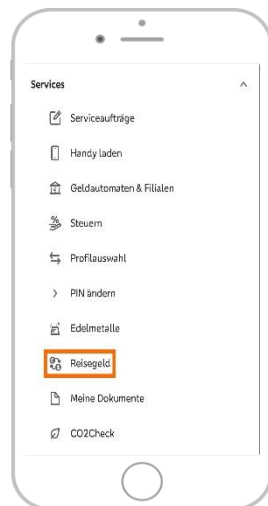 Services
Serviceaufträge
Handy laden
Geldautomaten & Filialen
Steuern
Profilauswahl
PIN ändern
Edelmetalle
Reisegeld
Meine Dokumente
CO2Check